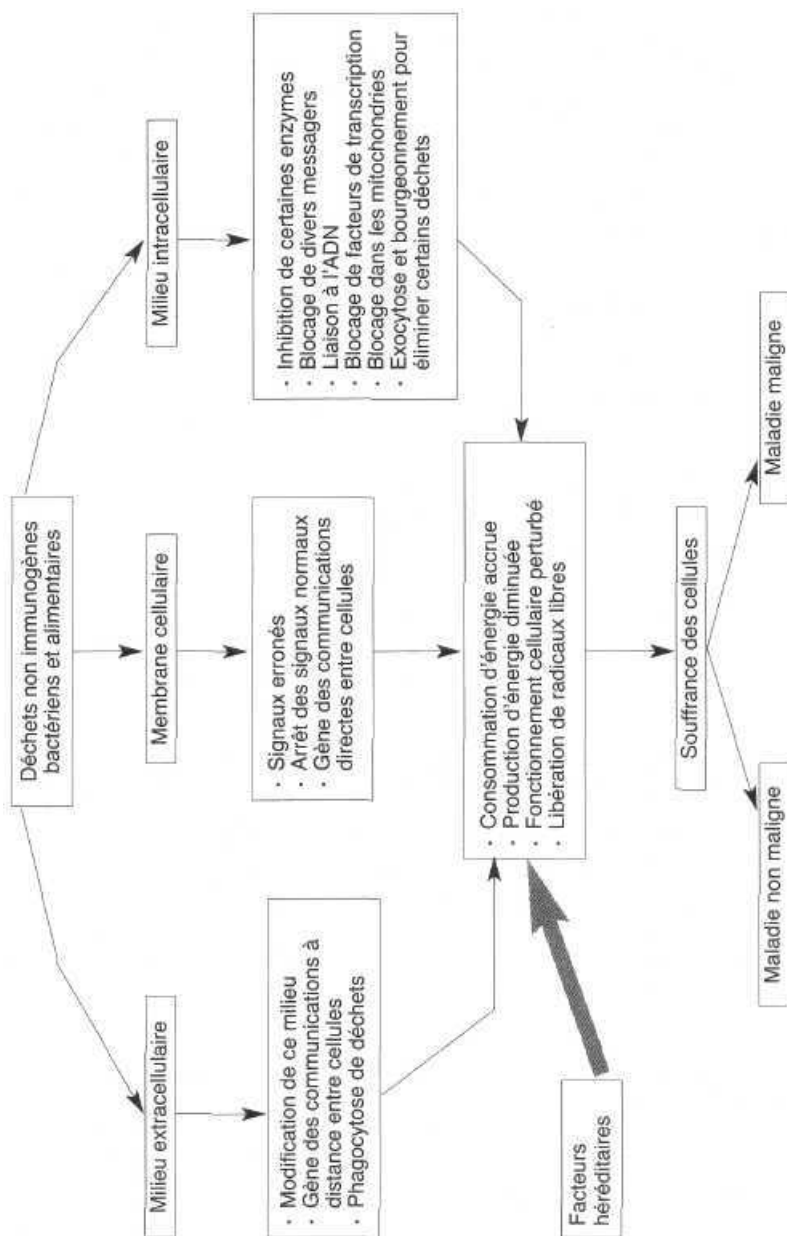 Déchets non immunogènes
bactériens et alimentaires
Milieu extracellulaire
Membrane cellulaire
Milieu intracellulaire
· Modification de ce milieu
· Gène des communications à
distance entre cellules
· Phagocytose de déchets
· Signaux erronés
· Arrêt des signaux normaux
· Gène des communications
directes entre cellules
· Inhibition de certaines enzymes
· Blocage de divers messagers
· Liaison à l'ADN
· Blocage de facteurs de transcription
· Blocage dans les mitochondries
· Exocytose et bourgeonnement pour
éliminer certains déchets
· Consommation d'énergie accrue
· Production d'énergie diminuée
· Fonctionnement cellulaire perturbé
· Libération de radicaux libres
Facteurs
héréditaires
Souffrance des cellules
Maladie non maligne
Maladie maligne